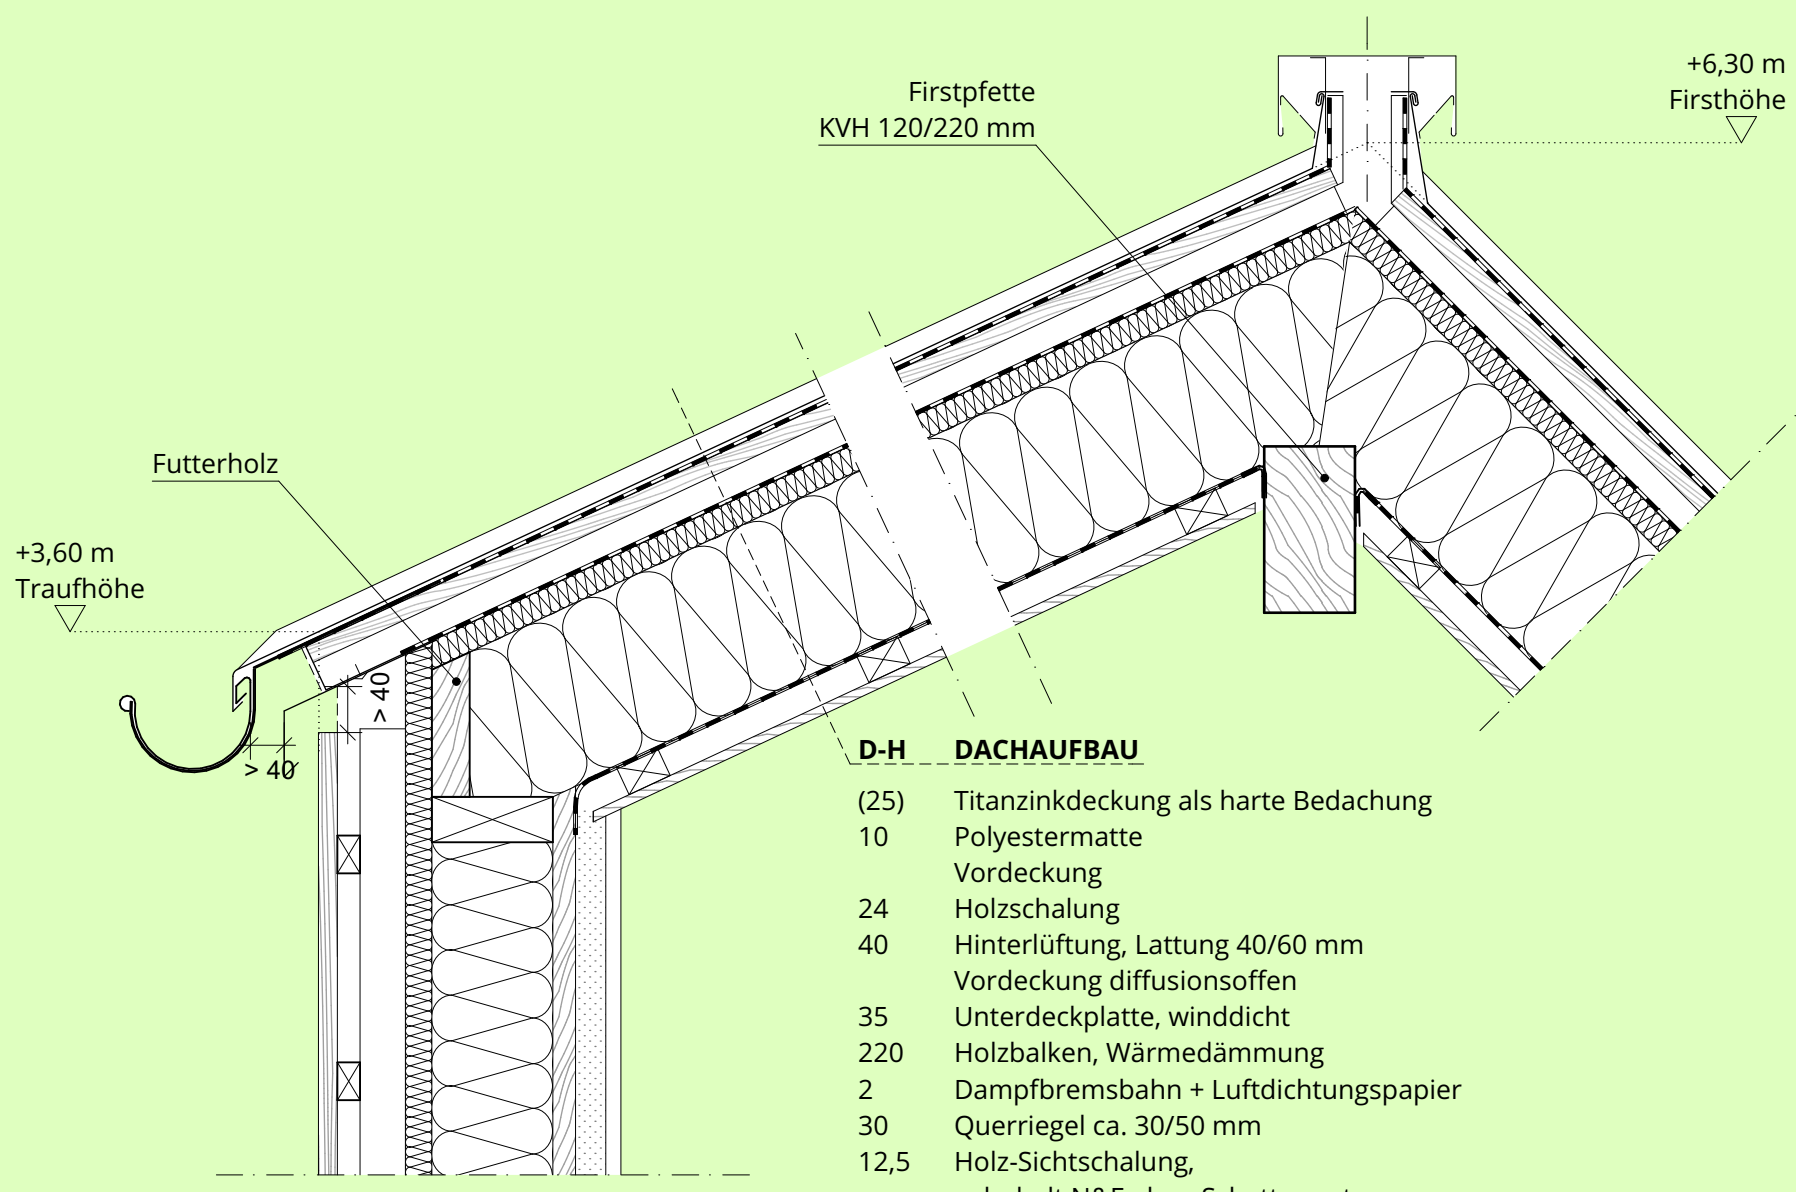 +6,30 m
Firsthöhe
Firstpfette
KVH 120/220 mm
Futterholz
+3,60 m
Traufhöhe
> 40
> 40
D-H DACHAUFBAU
(25) Titanzinkdeckung als harte Bedachung
10 Polyestermatte
Vordeckung
24 Holzschalung
40 Hinterlüftung, Lattung 40/60 mm
Vordeckung diffusionsoffen
35 Unterdeckplatte, winddicht
220 Holzbalken, Wärmedämmung
2 Dampfbremsbahn + Luftdichtungspapier
30 Querriegel ca. 30/50 mm
12,5 Holz-Sichtschalung,